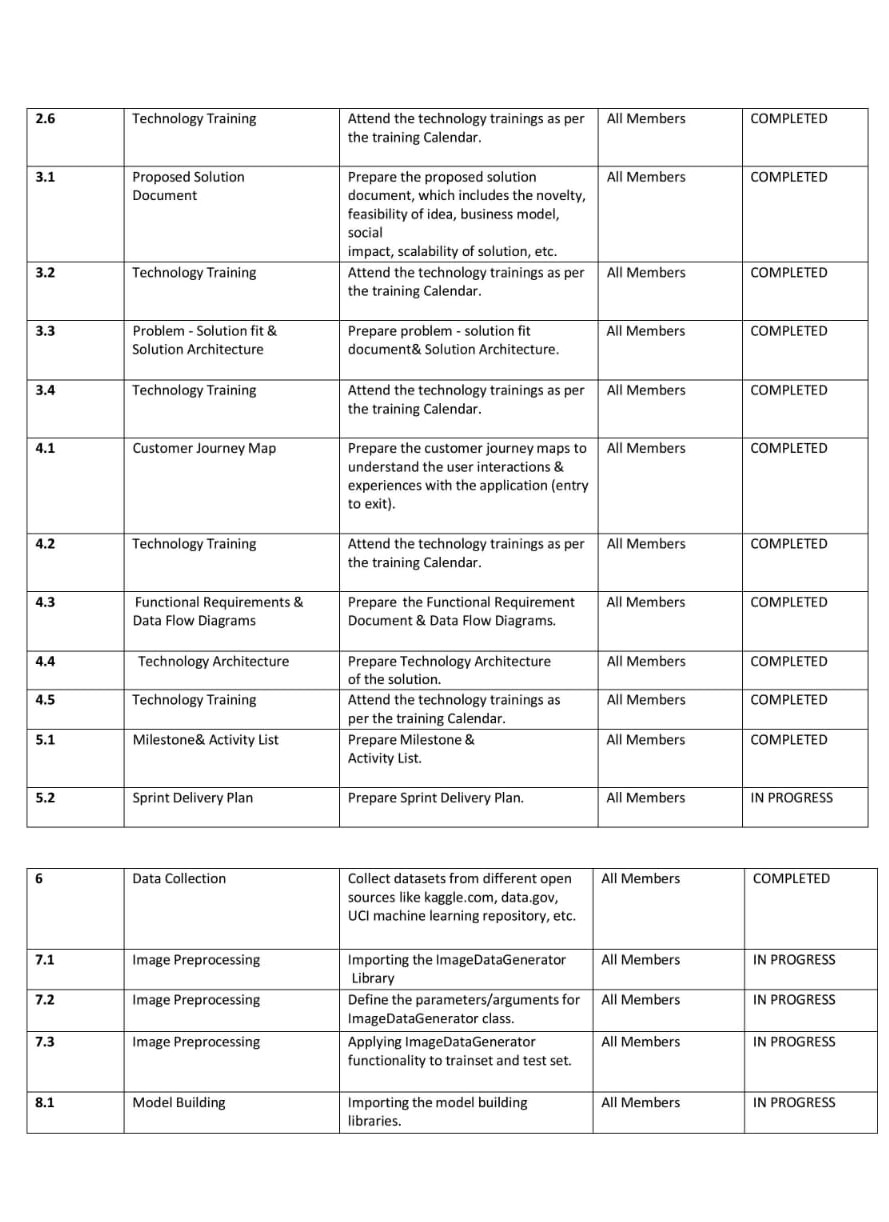 2.6 Technology Training Attend the technology trainings as per All Members COMPLETED
the training Calendar.
3.1 Proposed Solution Prepare the proposed solution All Members COMPLETED
Document document, which includes the novelty,
feasibility of idea, business model,
social
impact, scalability of solution, etc.
3.2 Technology Training Attend the technology trainings as per All Members COMPLETED
the training Calendar.
3.3 Problem - Solution fit & Prepare problem - solution fit All Members COMPLETED
Solution Architecture document& Solution Architecture.
3.4 Technology Training Attend the technology trainings as per All Members COMPLETED
the training Calendar.
4.1 Customer Journey Map Prepare the customer journey maps to All Members COMPLETED
understand the user interactions &
experiences with the application (entry
to exit).
4.2 Technology Training Attend the technology trainings as per All Members COMPLETED
the training Calendar.
4.3 Functional Requirements & Prepare the Functional Requirement All Members COMPLETED
Data Flow Diagrams Document & Data Flow Diagrams.
4.4 Technology Architecture Prepare Technology Architecture All Members COMPLETED
of the solution.
4.5 Technology Training Attend the technology trainings as All Members COMPLETED
per the training Calendar.
5.1 Milestone& Activity List Prepare Milestone & All Members COMPLETED
Activity List.
5.2 Sprint Delivery Plan Prepare Sprint Delivery Plan. All Members IN PROGRESS
6 Data Collection Collect datasets from different open All Members COMPLETED
sources like kaggle.com, data.gov,
UCI machine learning repository, etc.
7.1 Image Preprocessing Importing the ImageDataGenerator All Members IN PROGRESS
Library
7.2 Image Preprocessing Define the parameters/arguments for All Members IN PROGRESS
ImageDataGenerator class.
7.3 Image Preprocessing Applying ImageDataGenerator All Members IN PROGRESS
functionality to trainset and test set.
8.1 Model Building Importing the model building All Members IN PROGRESS
libraries.